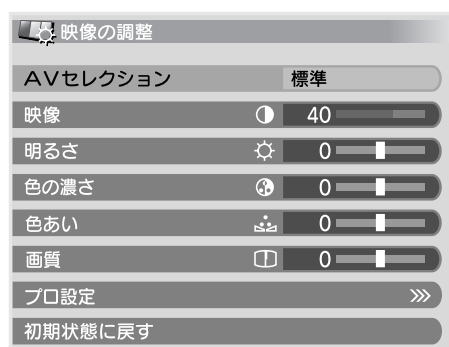 映像の調整
AVセレクション 標準
映像 40
明るさ 0
色の濃さ 0
色あい 0
画質 0
プロ設定
初期状態に戻す